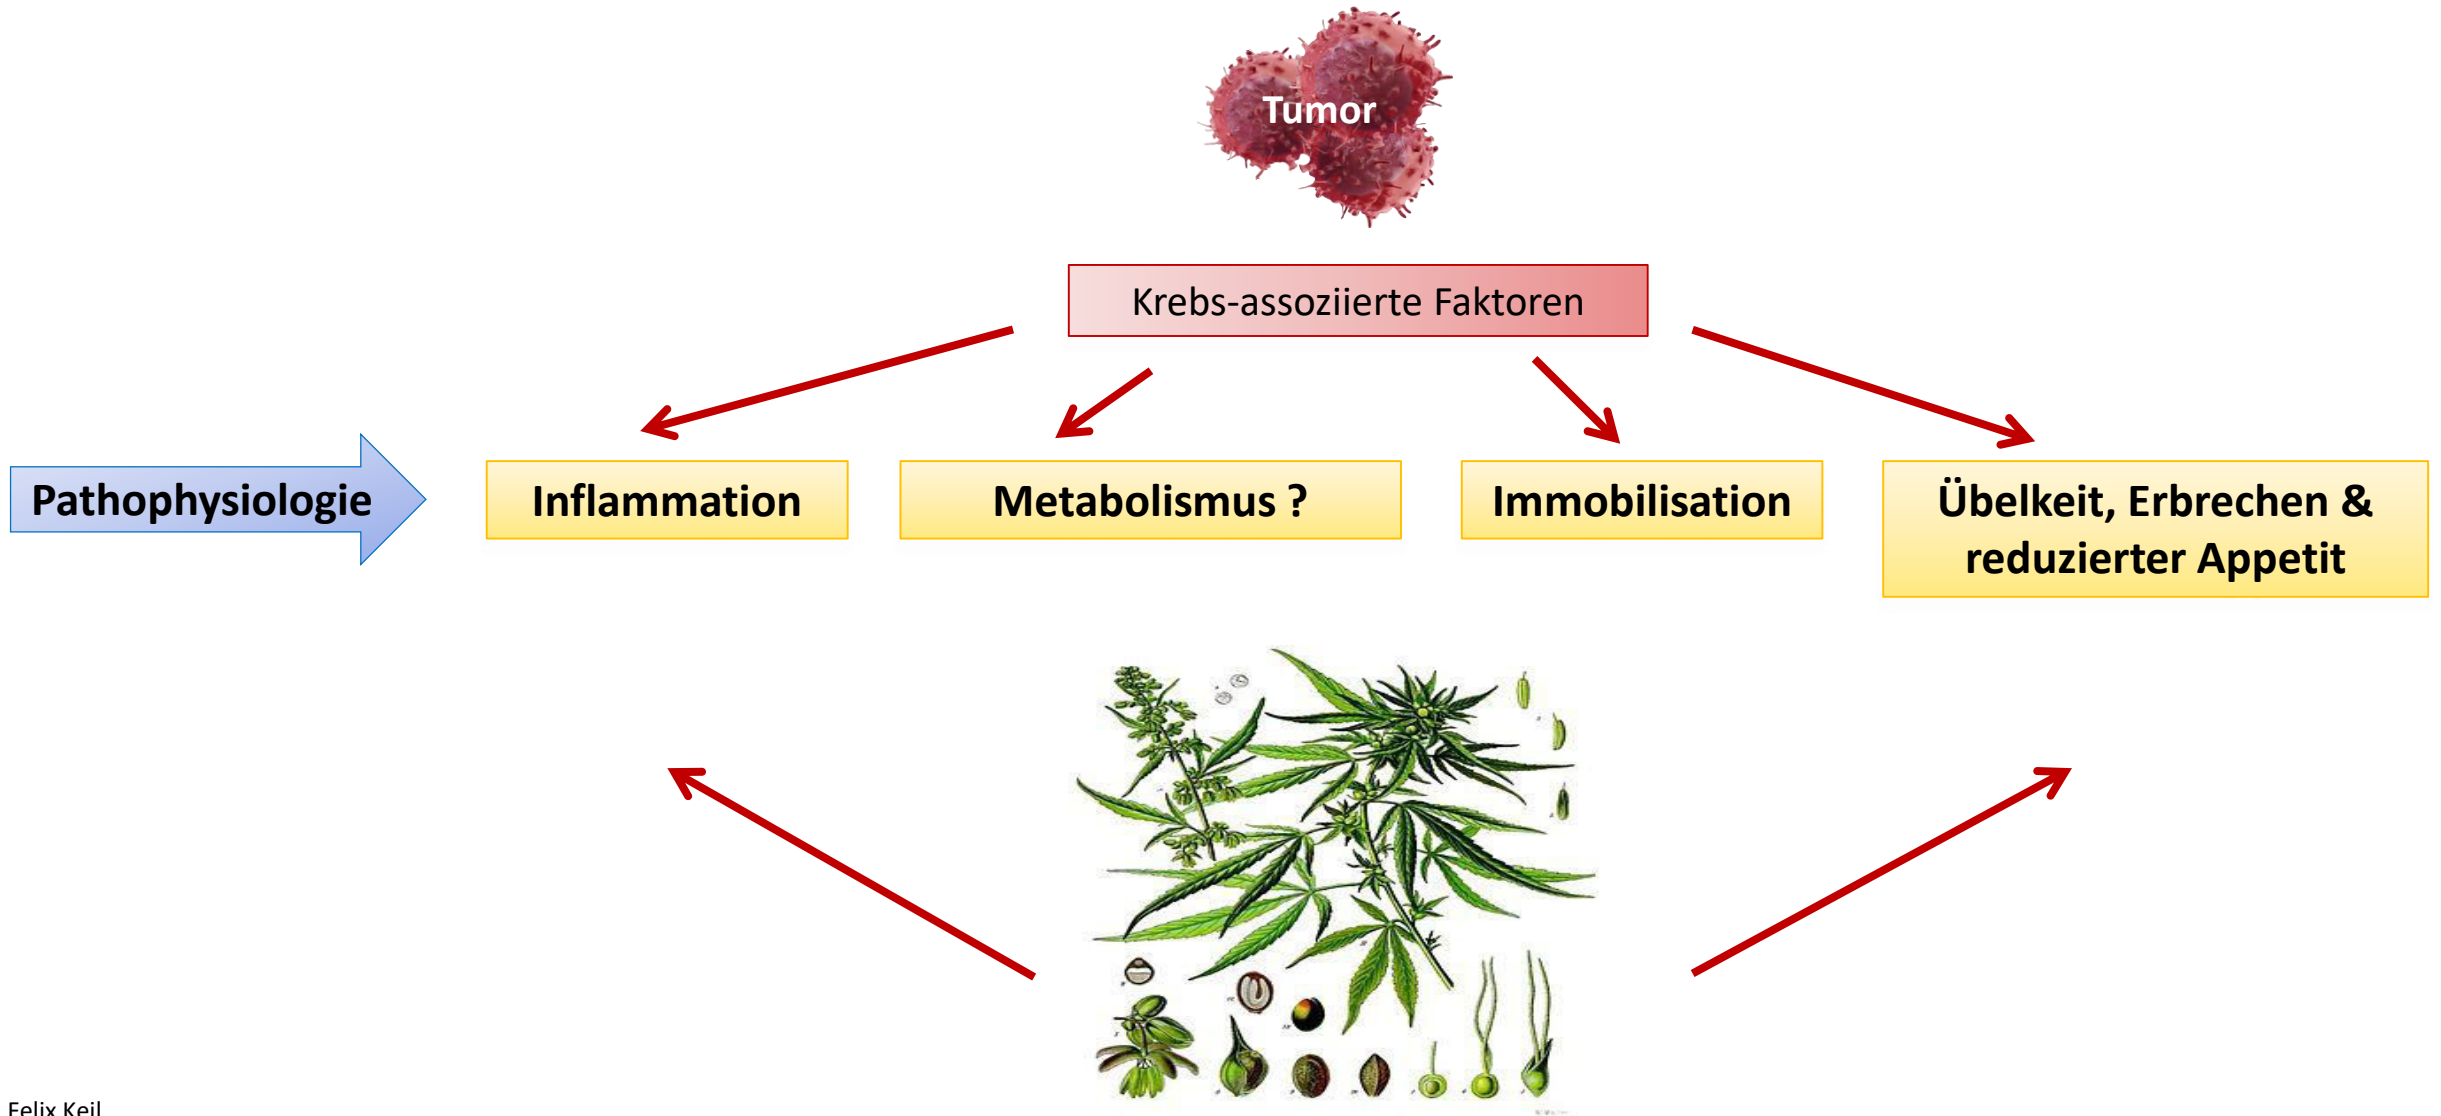 Tumor
Krebs-assoziierte Faktoren
Pathophysiologie
Inflammation
Metabolismus ?
Immobilisation
Übelkeit, Erbrechen &
reduzierter Appetit
Felix Keil